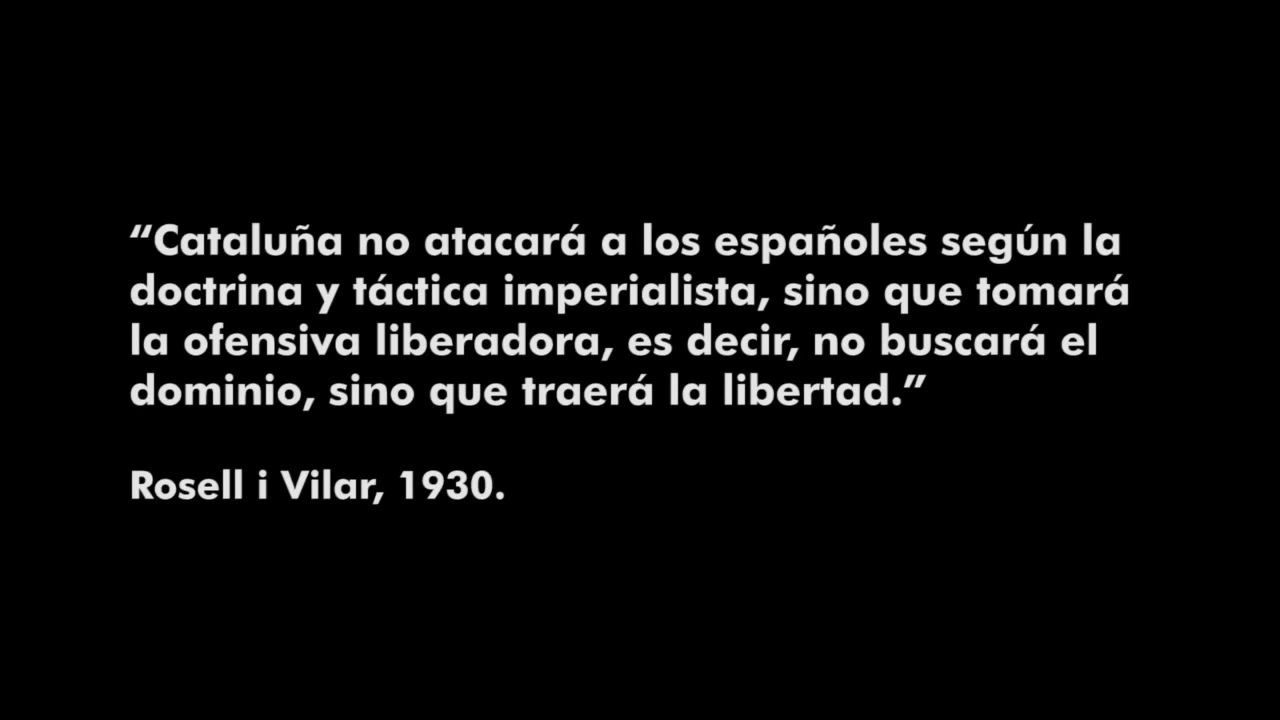 “Cataluña no atacará a los españoles según la
doctrina y táctica imperialista, sino que tomará
la ofensiva liberadora, es decir, no buscará el
dominio, sino que traerá la libertad.”
Rosell i Vilar, 1930.